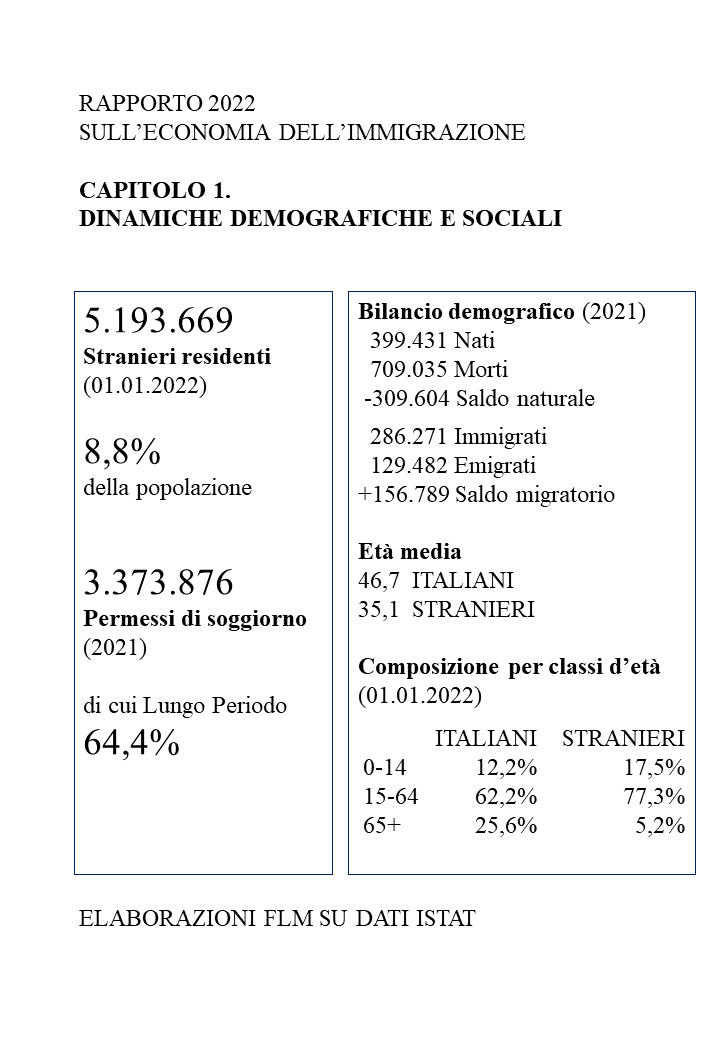 RAPPORTO 2022
SULL'ECONOMIA DELL'IMMIGRAZIONE
CAPITOLO 1.
DINAMICHE DEMOGRAFICHE E SOCIALI
5.193.669
Stranieri residenti
(01.01.2022)
8,8%
della popolazione
3.373.876
Permessi di soggiorno
(2021)
di cui Lungo Periodo
64,4%
Bilancio demografico (2021)
399.431 Nati
709.035 Morti
-309.604 Saldo naturale
286.271 Immigrati
129.482 Emigrati
+156.789 Saldo migratorio
Età media
46,7 ITALIANI
35,1 STRANIERI
Composizione per classi d'età
(01.01.2022)
ITALIANI STRANIERI
0-14 12,2% 17,5%
15-64 62,2% 77,3%
65+ 25,6% 5,2%
ELABORAZIONI FLM SU DATI ISTAT